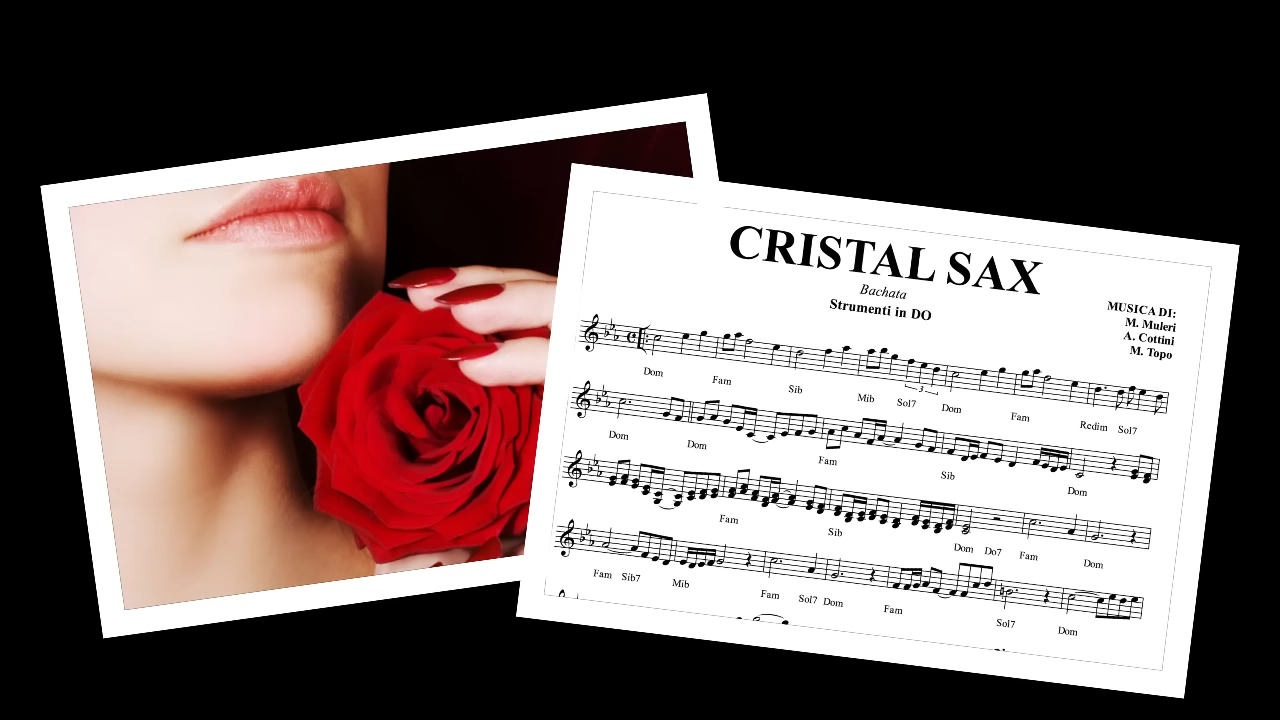 CRISTAL SAX
Bachata
Strumenti in DO
MUSICA DI:
M. Muleri
A. Cottini
M. Topo
3
Dom Fam Sib Mib Sol7 Dom Fam Redim Sol7
Dom Dom Fam Sib Dom
Fam Sib Dom Do7 Fam Dom
Fam Sib7 Mib Fam Sol7 Dom Fam Sol7 Dom